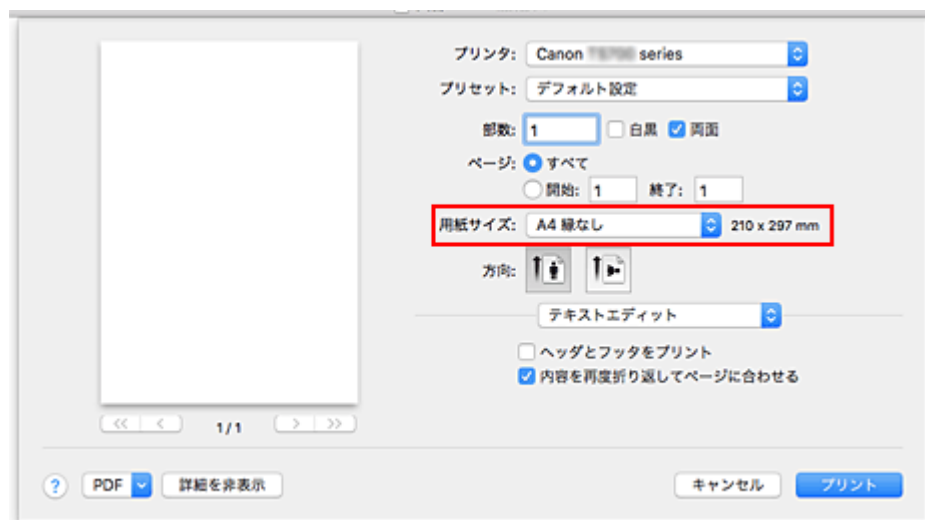 プリンタ: Canon series
プリセット: デフォルト設定
部数: 1 白黒 両面
ページ: すべて
開始: 1 終了: 1
用紙サイズ: A4 縁なし 210 x 297 mm
方向:
テキストエディット
ヘッダとフッタをプリント
内容を再度折り返してページに合わせる
<< < 1/1 > >>
? PDF 詳細を非表示 キャンセル プリント